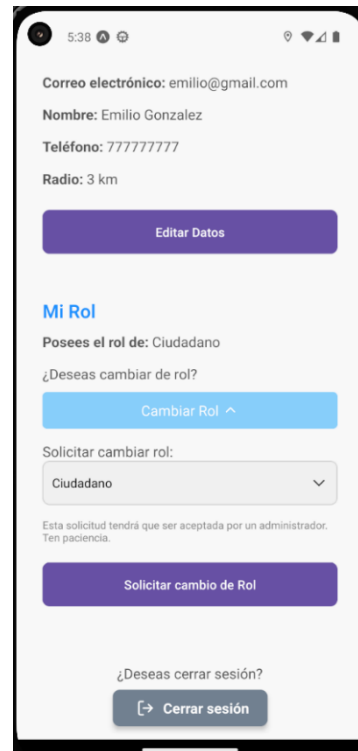 5:38
Correo electrónico: emilio@gmail.com
Nombre: Emilio Gonzalez
Teléfono: 777777777
Radio: 3 km
Editar Datos
Mi Rol
Posees el rol de: Ciudadano
¿Deseas cambiar de rol?
Cambiar Rol
Solicitar cambiar rol:
Ciudadano
Esta solicitud tendrá que ser aceptada por un administrador.
Ten paciencia.
Solicitar cambio de Rol
¿Deseas cerrar sesión?
Cerrar sesión